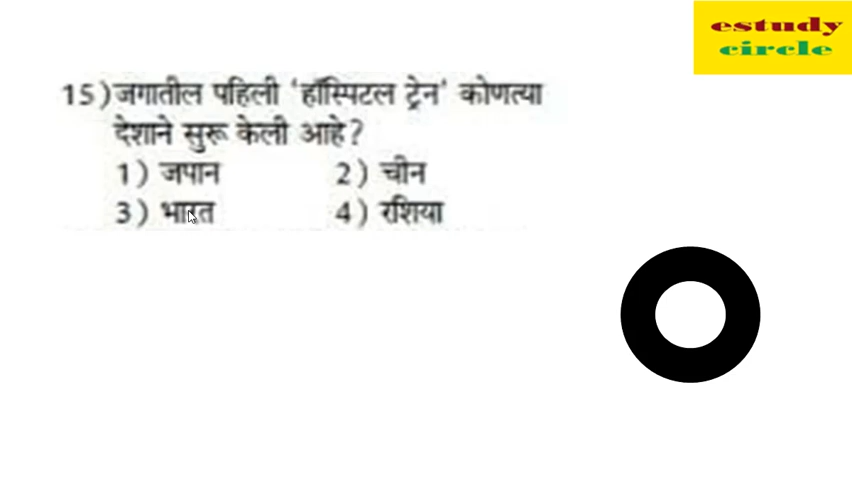 estudy
circle
15)जगातील पहिली 'हॉस्पिटल ट्रेन' कोणत्या
देशाने सुरू केली आहे?
1) जपान 2) चीन
3) भारत 4) रशिया